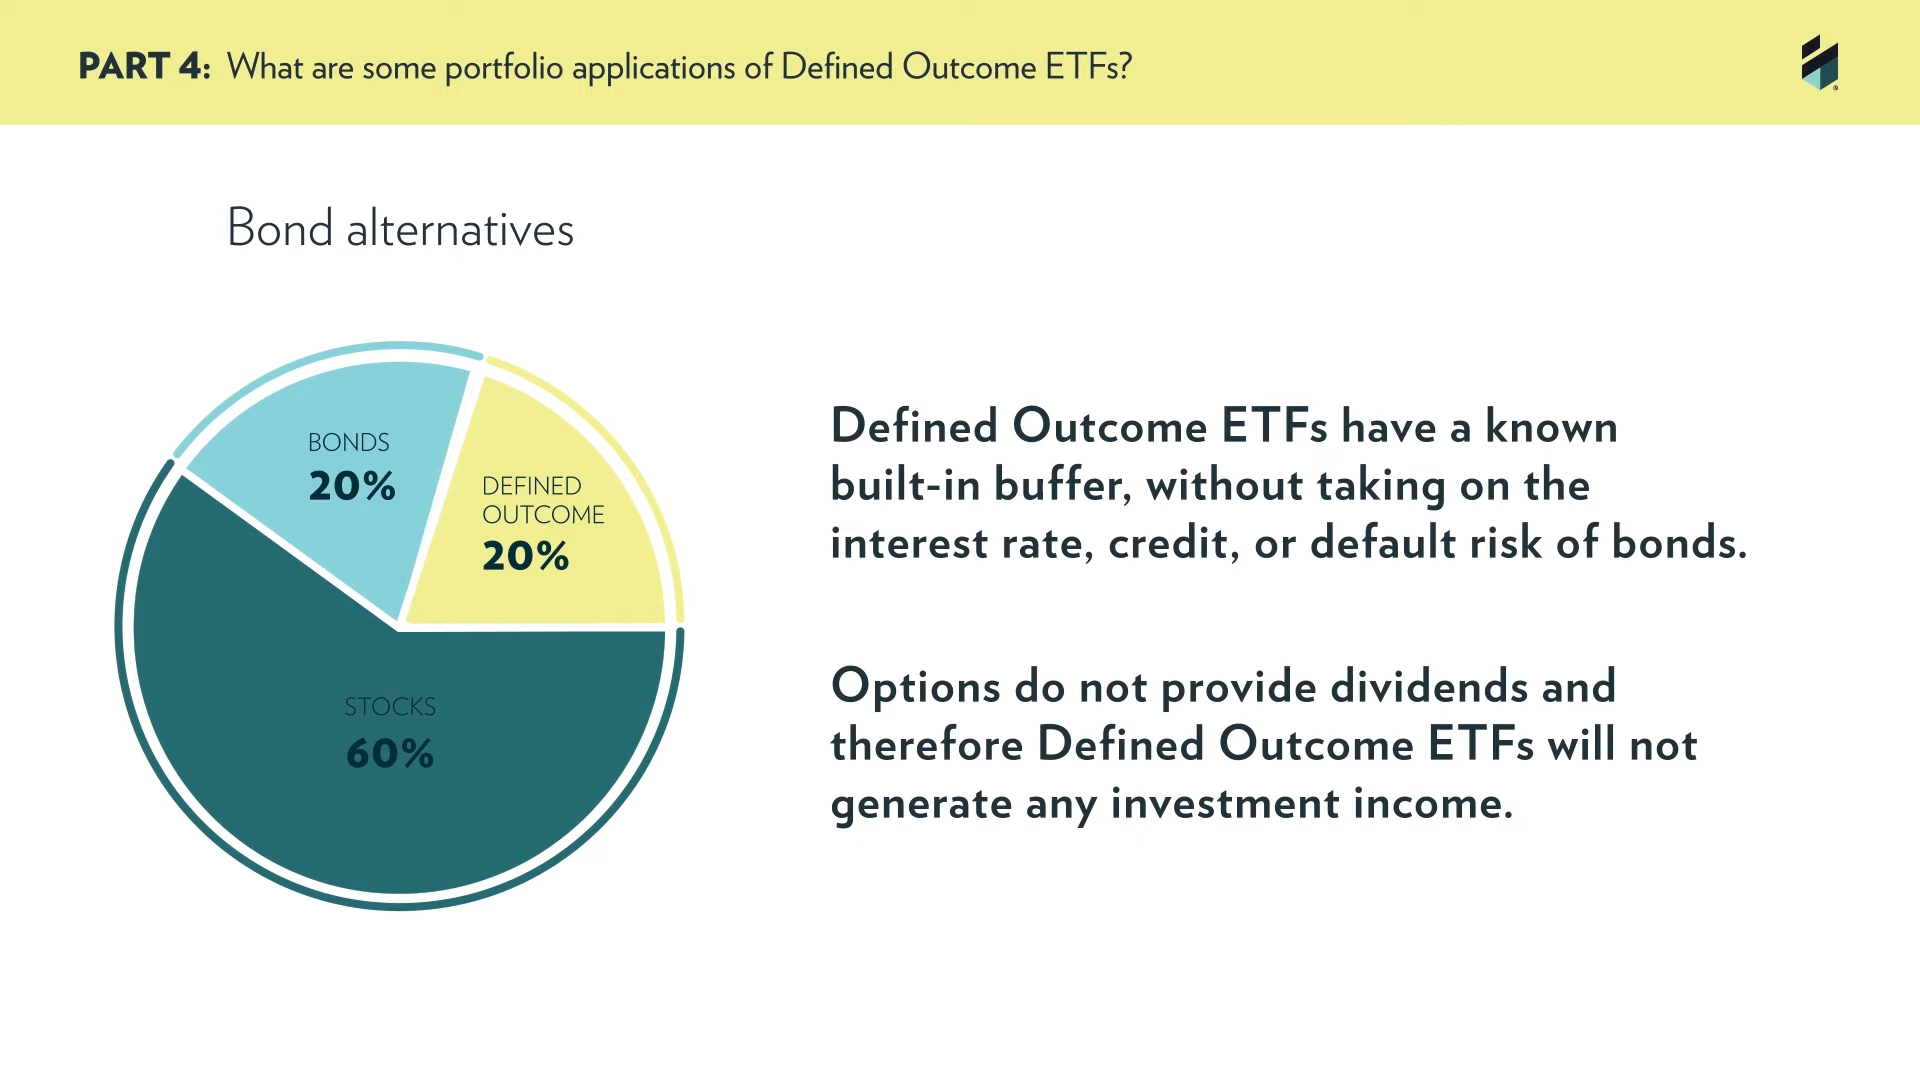 PART 4: What are some portfolio applications of Defined Outcome ETFs?
Bond alternatives
BONDS
20%
DEFINED
OUTCOME
20%
STOCKS
60%
Defined Outcome ETFs have a known
built-in buffer, without taking on the
interest rate, credit, or default risk of bonds.
Options do not provide dividends and
therefore Defined Outcome ETFs will not
generate any investment income.